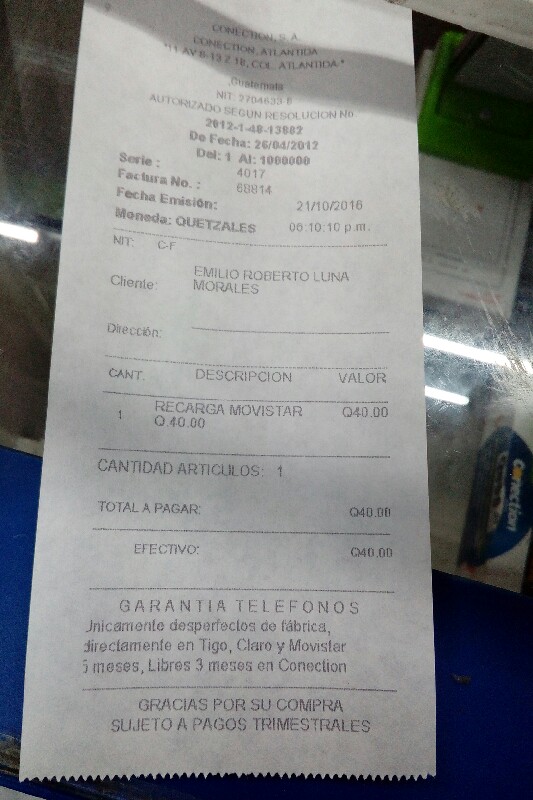 CONECTION, S. A.
CONECTION, ATLANTIDA
"11 AV 6-13 Z 18, COL. ATLANTIDA "
,Guatemala
NIT: 2704633-8
AUTORIZADO SEGUN RESOLUCION No
2012-1-48-13802
De Fecha: 26/04/2012
Del: 1 Al: 1000000
Serie : 4017
Factura No. : 68814
Fecha Emisión: 21/10/2016
Moneda: QUETZALES 06:10:10 p.m.
NIT: C-F
Cliente: EMILIO ROBERTO LUNA
MORALES
Dirección:
CANT. DESCRIPCION VALOR
1 RECARGA MOVISTAR Q40.00
Q.40.00
CANTIDAD ARTICULOS: 1
TOTAL A PAGAR: Q40.00
EFECTIVO: Q40.00
GARANTIA TELEFONOS
Unicamente desperfectos de fábrica,
directamente en Tigo, Claro y Movistar
meses, Libres 3 meses en Conection
GRACIAS POR SU COMPRA
SUJETO A PAGOS TRIMESTRALES
Conection